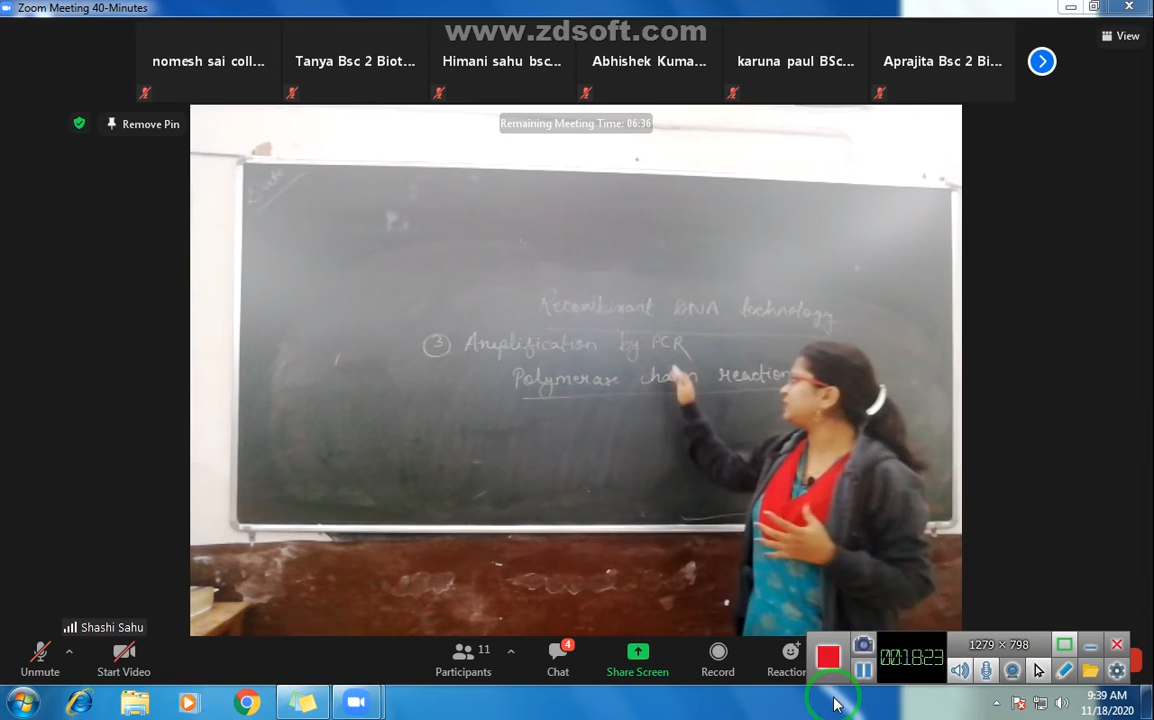 Zoom Meeting 40-Minutes
www.zdsoft.com
View
nomesh sai coll...
Tanya Bsc 2 Biot...
Himani sahu bsc...
Abhishek Kuma...
karuna paul BSc...
Aprajita Bsc 2 Bi...
Remove Pin
Remaining Meeting Time: 06:36
Recombinant DNA technology
3 Amplification by PCR
Polymerase chain reaction
Shashi Sahu
Unmute
Start Video
11
Participants
4
Chat
Share Screen
Record
Reaction
00:18:23
1279 × 798
9:39 AM
11/18/2020